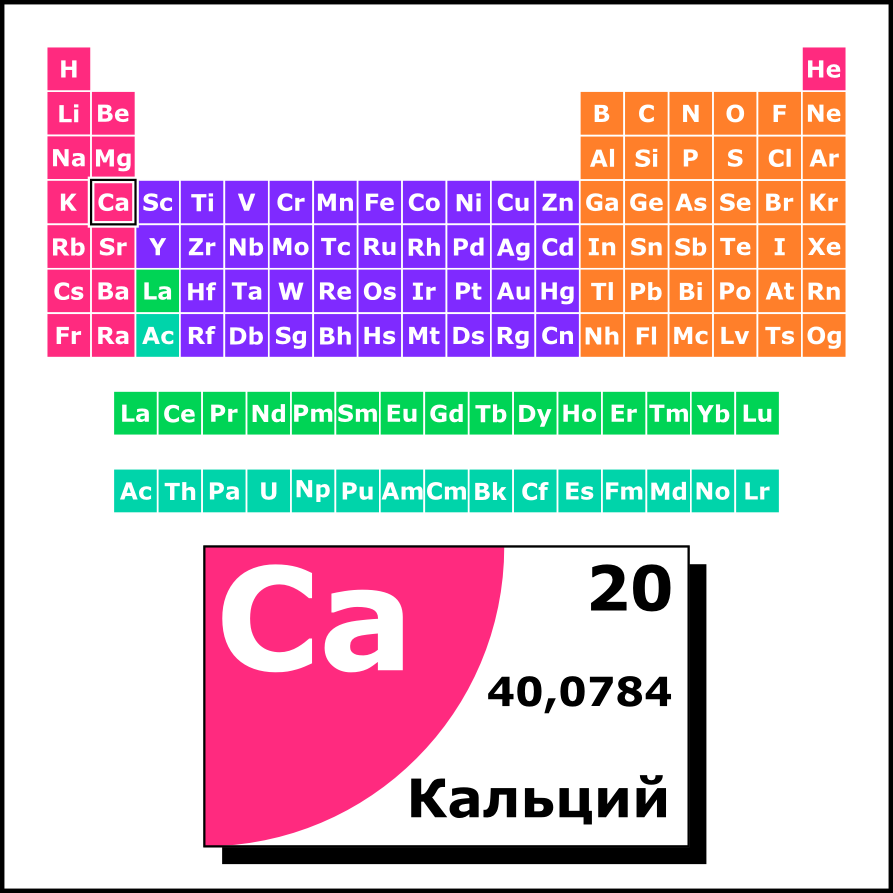 H He
Li Be B C N O F Ne
Na Mg Al Si P S Cl Ar
K Ca Sc Ti V Cr Mn Fe Co Ni Cu Zn Ga Ge As Se Br Kr
Rb Sr Y Zr Nb Mo Tc Ru Rh Pd Ag Cd In Sn Sb Te I Xe
Cs Ba La Hf Ta W Re Os Ir Pt Au Hg Tl Pb Bi Po At Rn
Fr Ra Ac Rf Db Sg Bh Hs Mt Ds Rg Cn Nh Fl Mc Lv Ts Og
La Ce Pr Nd Pm Sm Eu Gd Tb Dy Ho Er Tm Yb Lu
Ac Th Pa U Np Pu Am Cm Bk Cf Es Fm Md No Lr
Ca 20
40,0784
Кальций